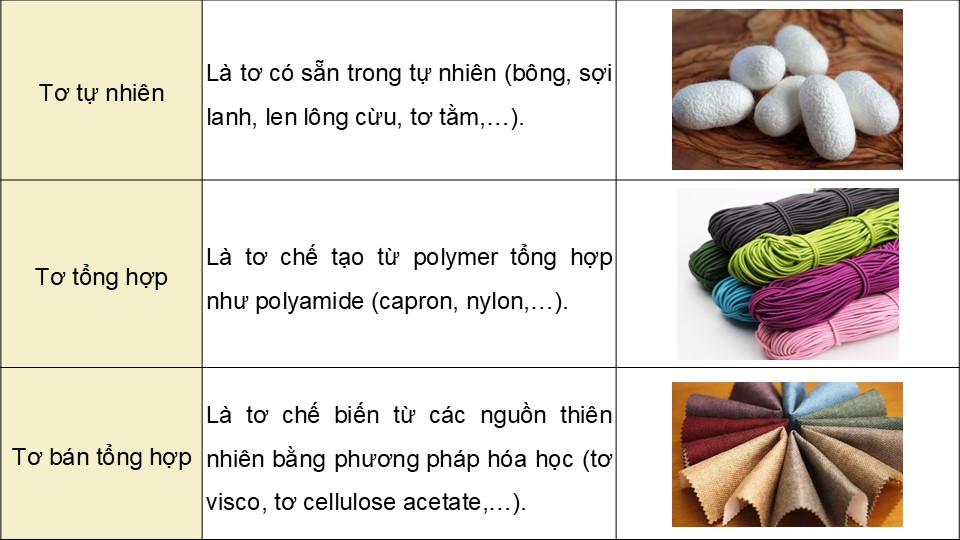 Tơ tự nhiên
Là tơ có sẵn trong tự nhiên (bông, sợi
lanh, len lông cừu, tơ tằm,…).
Tơ tổng hợp
Là tơ chế tạo từ polymer tổng hợp
như polyamide (capron, nylon,…).
Tơ bán tổng hợp
Là tơ chế biến từ các nguồn thiên
nhiên bằng phương pháp hóa học (tơ
visco, tơ cellulose acetate,…).